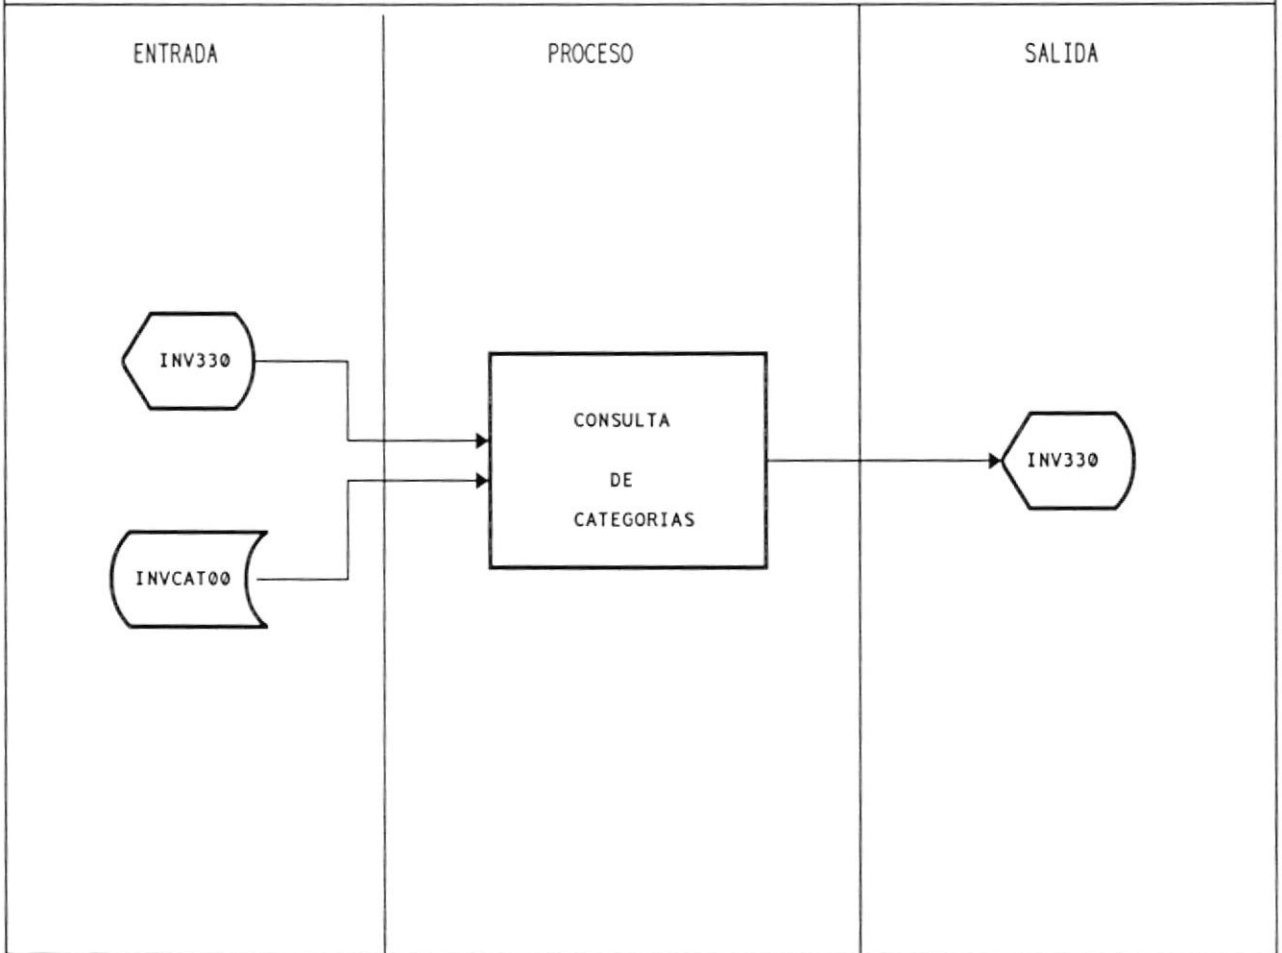 ENTRADA
PROCESO
SALIDA
INV330
CONSULTA
DE
CATEGORIAS
INV330
INVCAT00